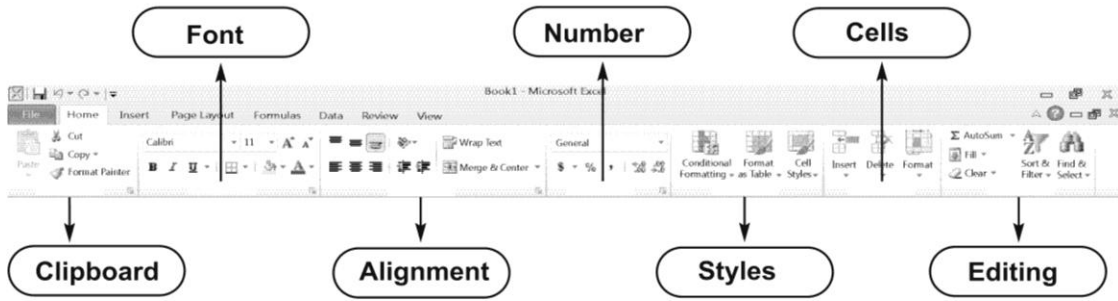 Font Number Cells
Book1 - Microsoft Excel
File Home Insert Page Layout Formulas Data Review View
Cut Calibri 11 A A Wrap Text General Σ AutoSum
Paste Copy Conditional Formatting Format as Table Cell Styles Insert Delete Format Fill Sort & Filter Find & Select
Format Painter B I U A Merge & Center $ % , Clear
Clipboard Alignment Styles Editing